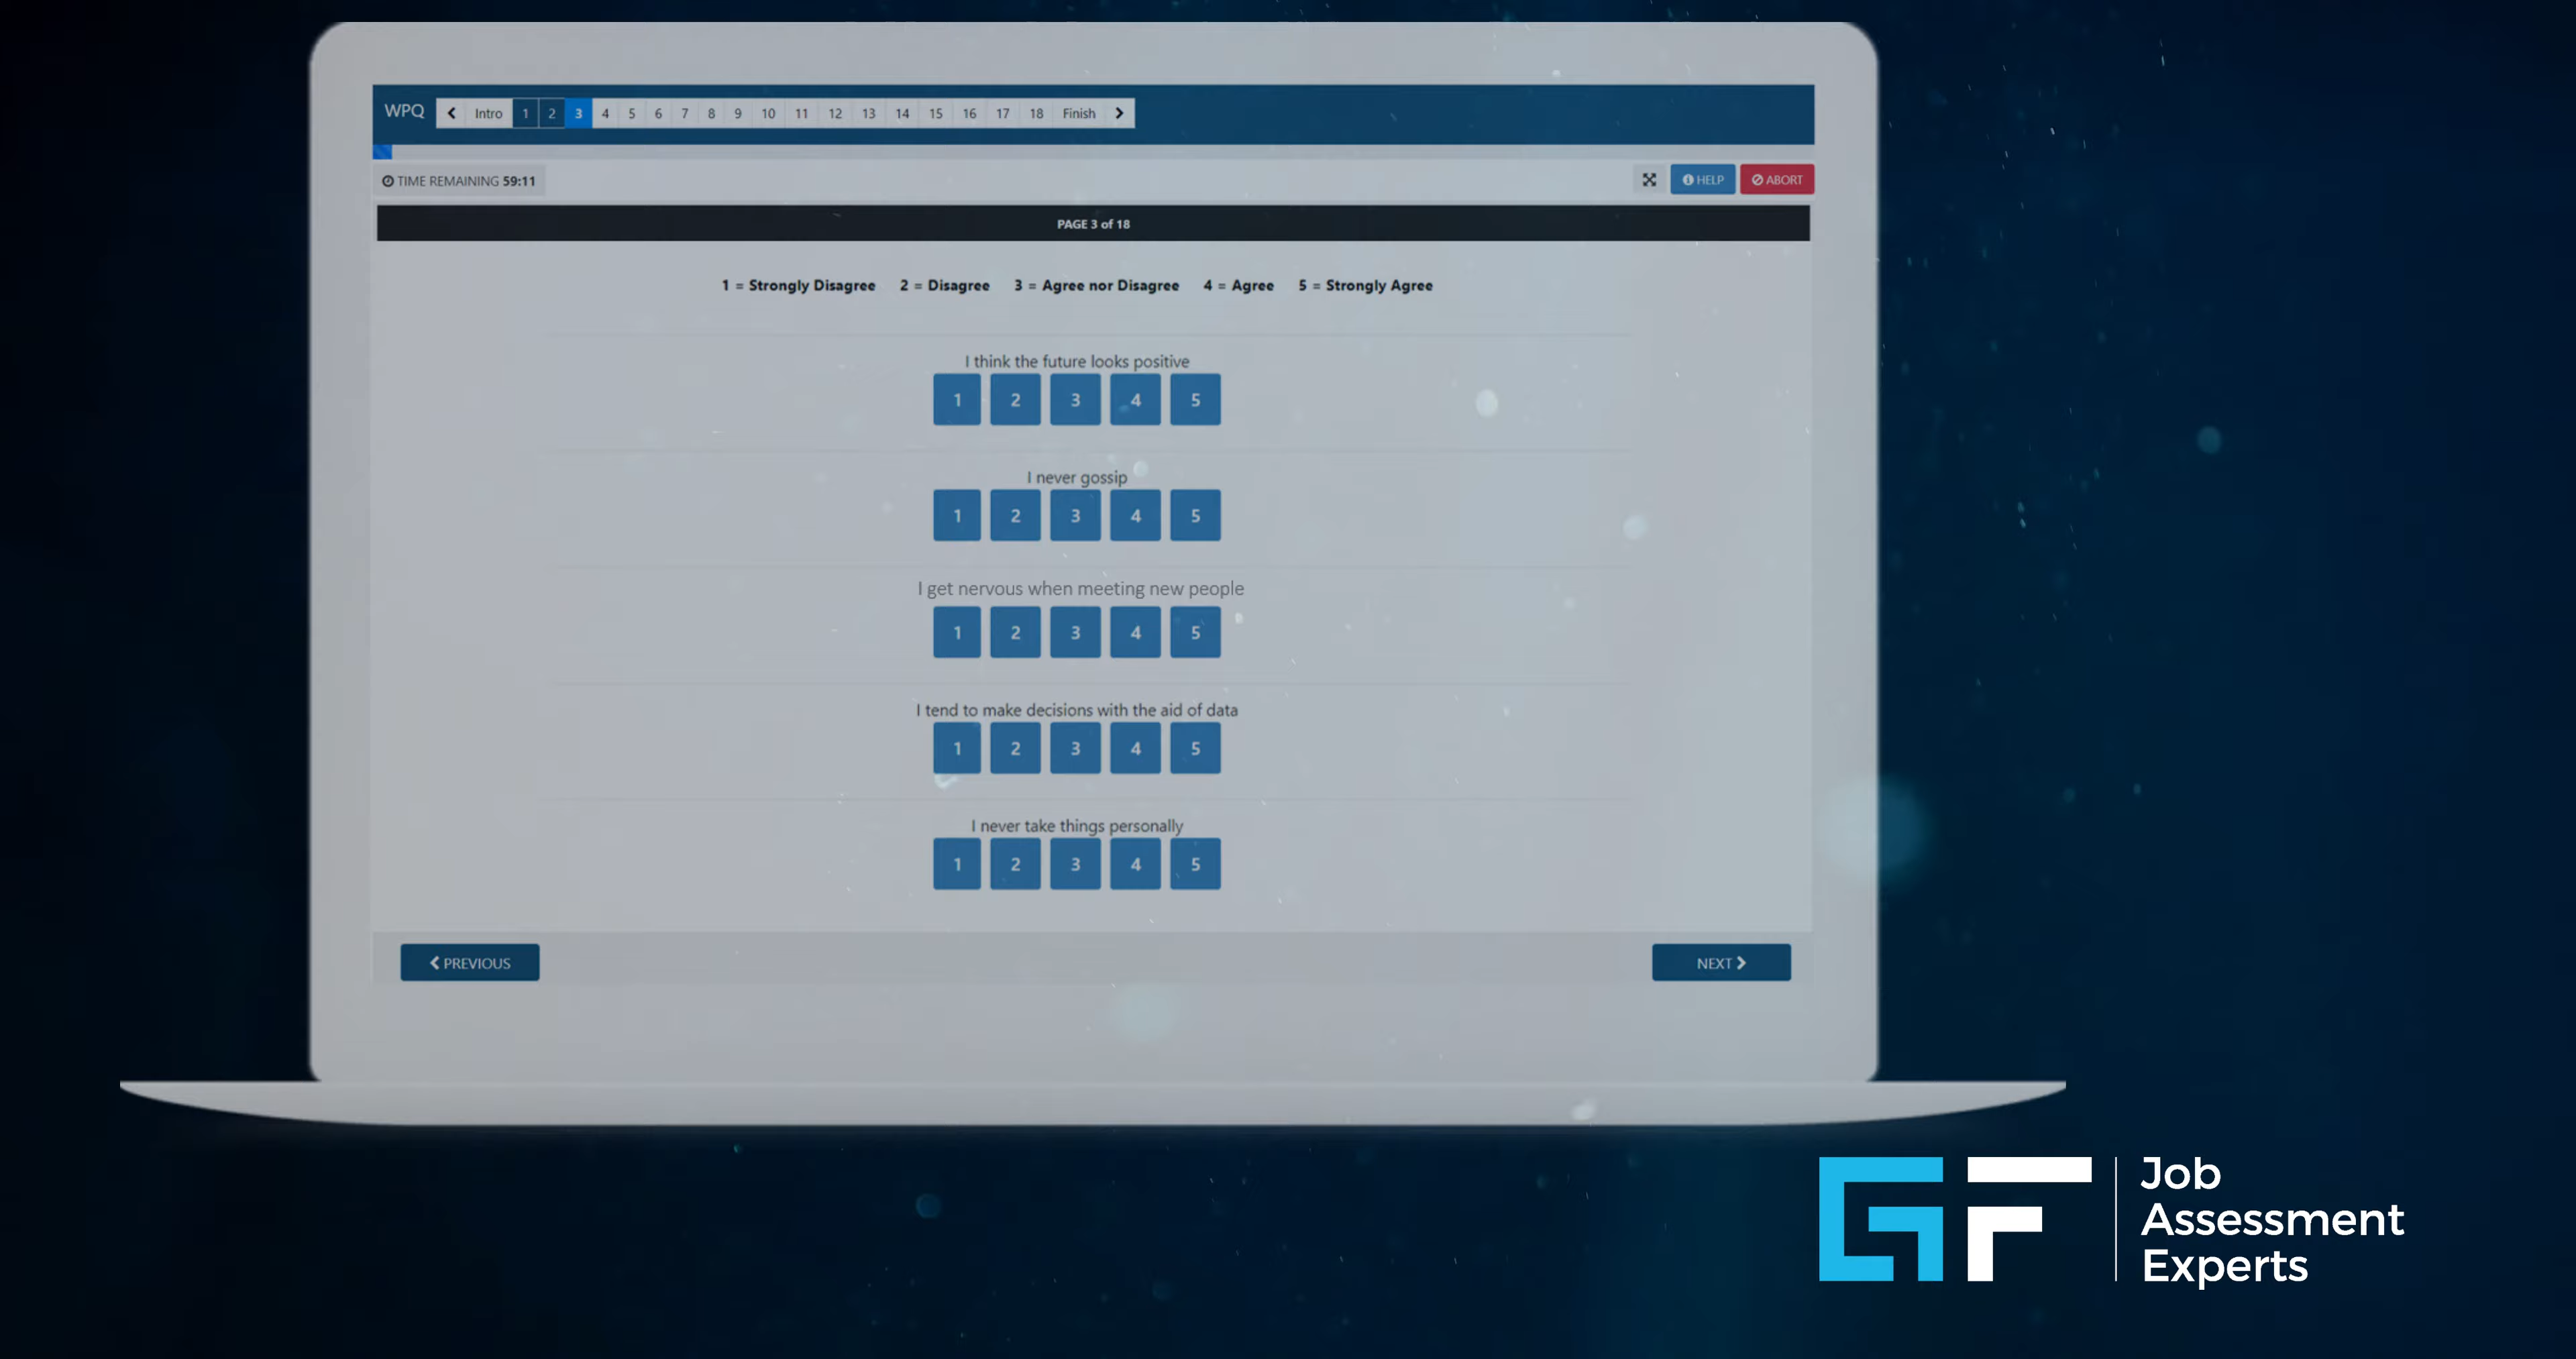 WPQ Intro 1 2 3 4 5 6 7 8 9 10 11 12 13 14 15 16 17 18 Finish
TIME REMAINING 59:11
HELP
ABORT
PAGE 3 of 18
1 = Strongly Disagree 2 = Disagree 3 = Agree nor Disagree 4 = Agree 5 = Strongly Agree
I think the future looks positive
1 2 3 4 5
I never gossip
1 2 3 4 5
I get nervous when meeting new people
1 2 3 4 5
I tend to make decisions with the aid of data
1 2 3 4 5
I never take things personally
1 2 3 4 5
PREVIOUS
NEXT
GF
Job
Assessment
Experts